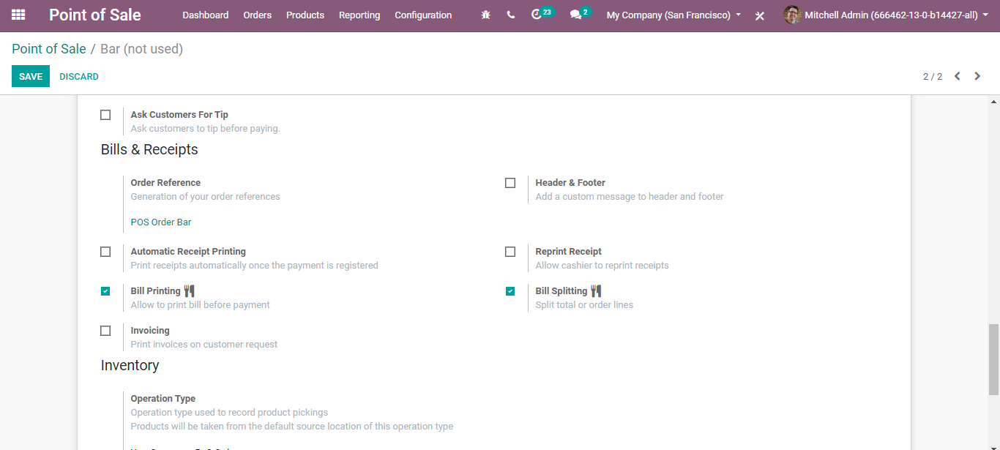 Point of Sale Dashboard Orders Products Reporting Configuration 23 2 My Company (San Francisco) Mitchell Admin (666462-13-0-b14427-all)
Point of Sale / Bar (not used)
SAVE DISCARD 2 / 2
Ask Customers For Tip
Ask customers to tip before paying.
Bills & Receipts
Order Reference
Generation of your order references
POS Order Bar
Header & Footer
Add a custom message to header and footer
Automatic Receipt Printing
Print receipts automatically once the payment is registered
Reprint Receipt
Allow cashier to reprint receipts
Bill Printing
Allow to print bill before payment
Bill Splitting
Split total or order lines
Invoicing
Print invoices on customer request
Inventory
Operation Type
Operation type used to record product pickings
Products will be taken from the default source location of this operation type